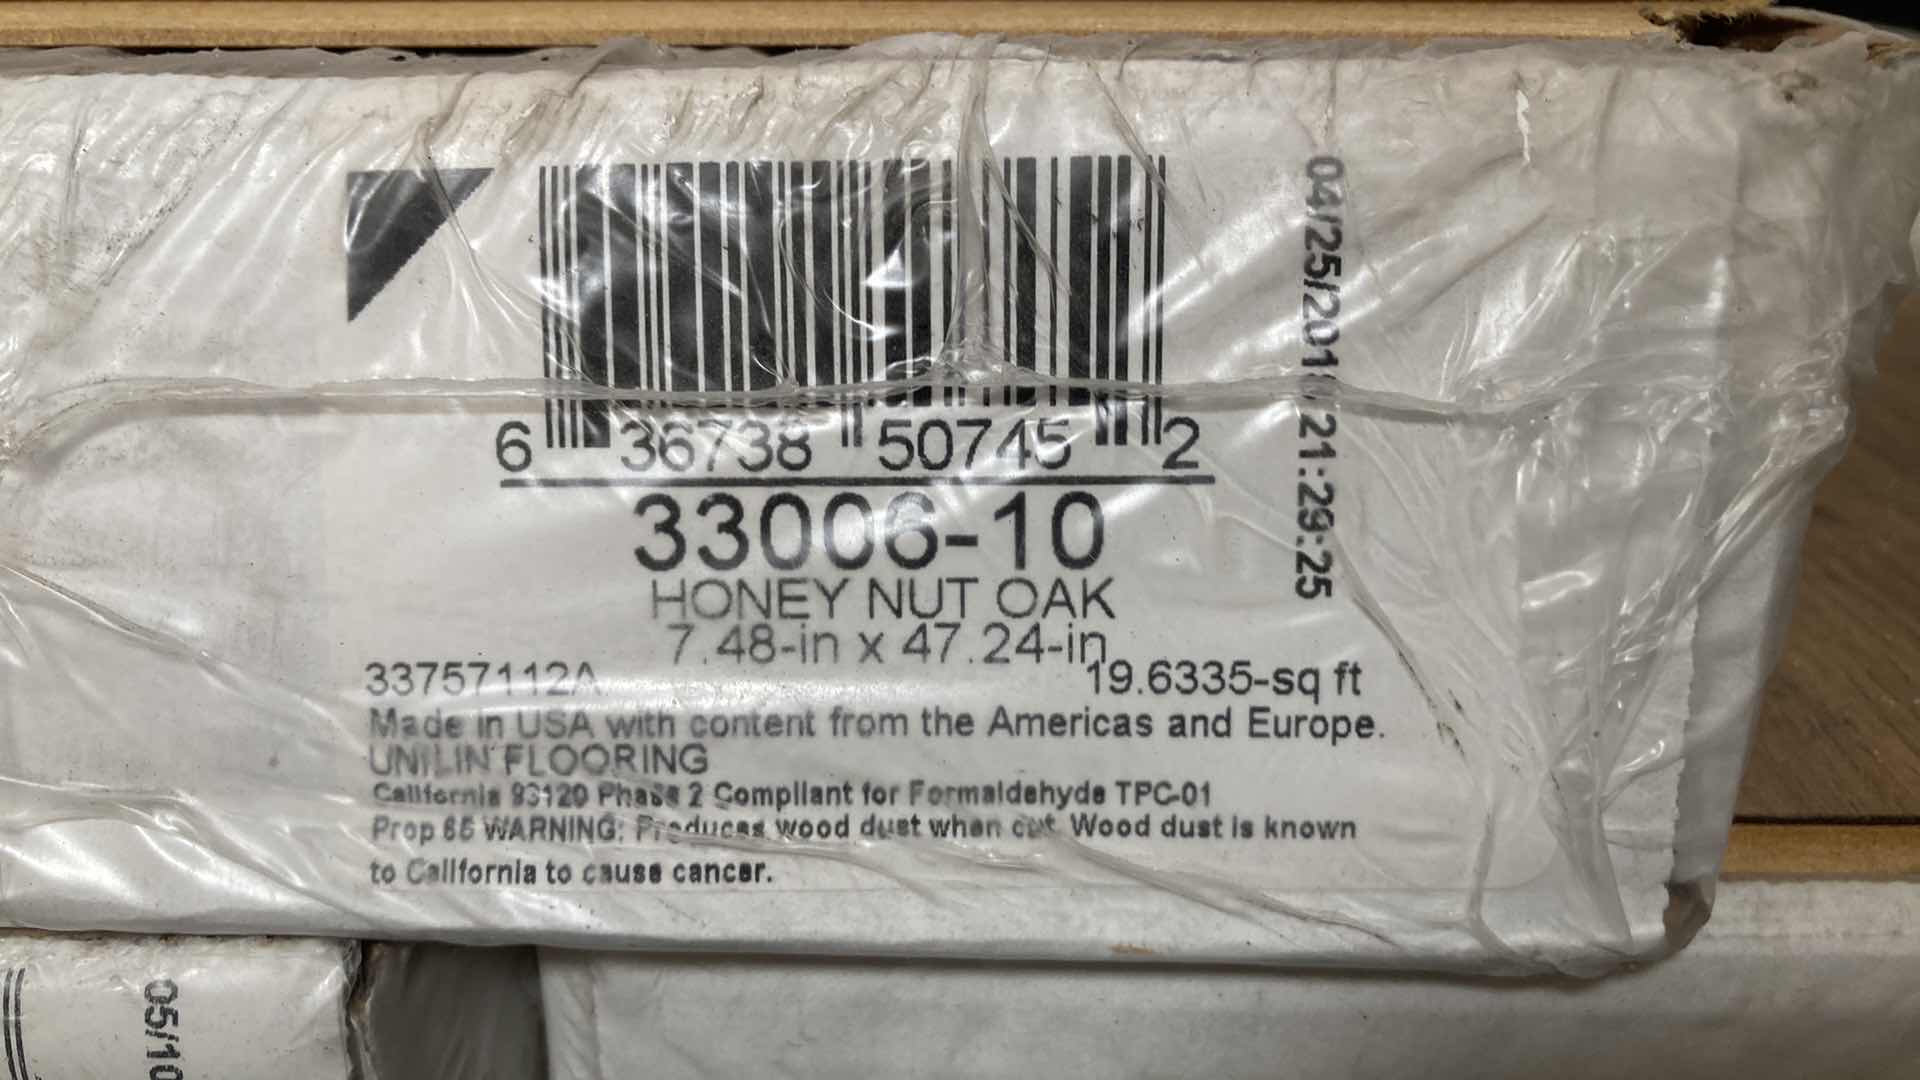 6 36738 50745 2
33006-10
HONEY NUT OAK
7.48-in x 47.24-in
33757112A 19.6335-sq ft
Made in USA with content from the Americas and Europe.
UNILIN FLOORING
California 93120 Phase 2 Compliant for Formaldehyde TPC-01
Prop 65 WARNING: Produces wood dust when cut. Wood dust is known
to California to cause cancer.
21:29:25
05/10